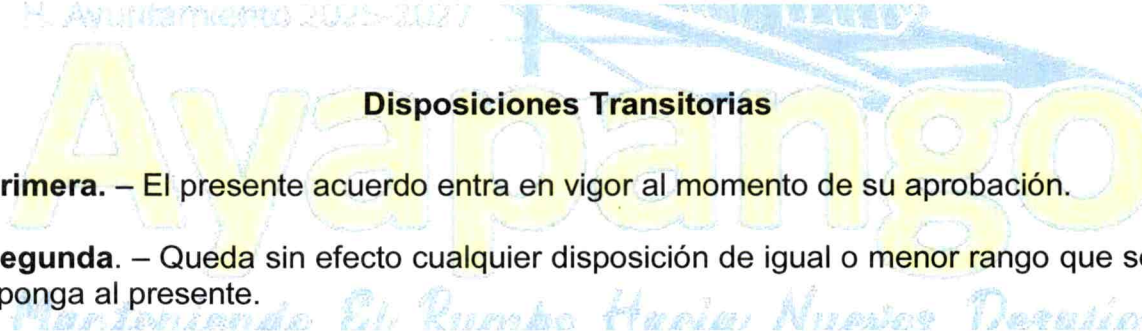 H. Ayuntamiento 2025-2027
Ayapango
Disposiciones Transitorias
rimera. – El presente acuerdo entra en vigor al momento de su aprobación.
egunda. – Queda sin efecto cualquier disposición de igual o menor rango que se
ponga al presente.
Manteniendo El Rumbo Hacia Nuevos Desafío